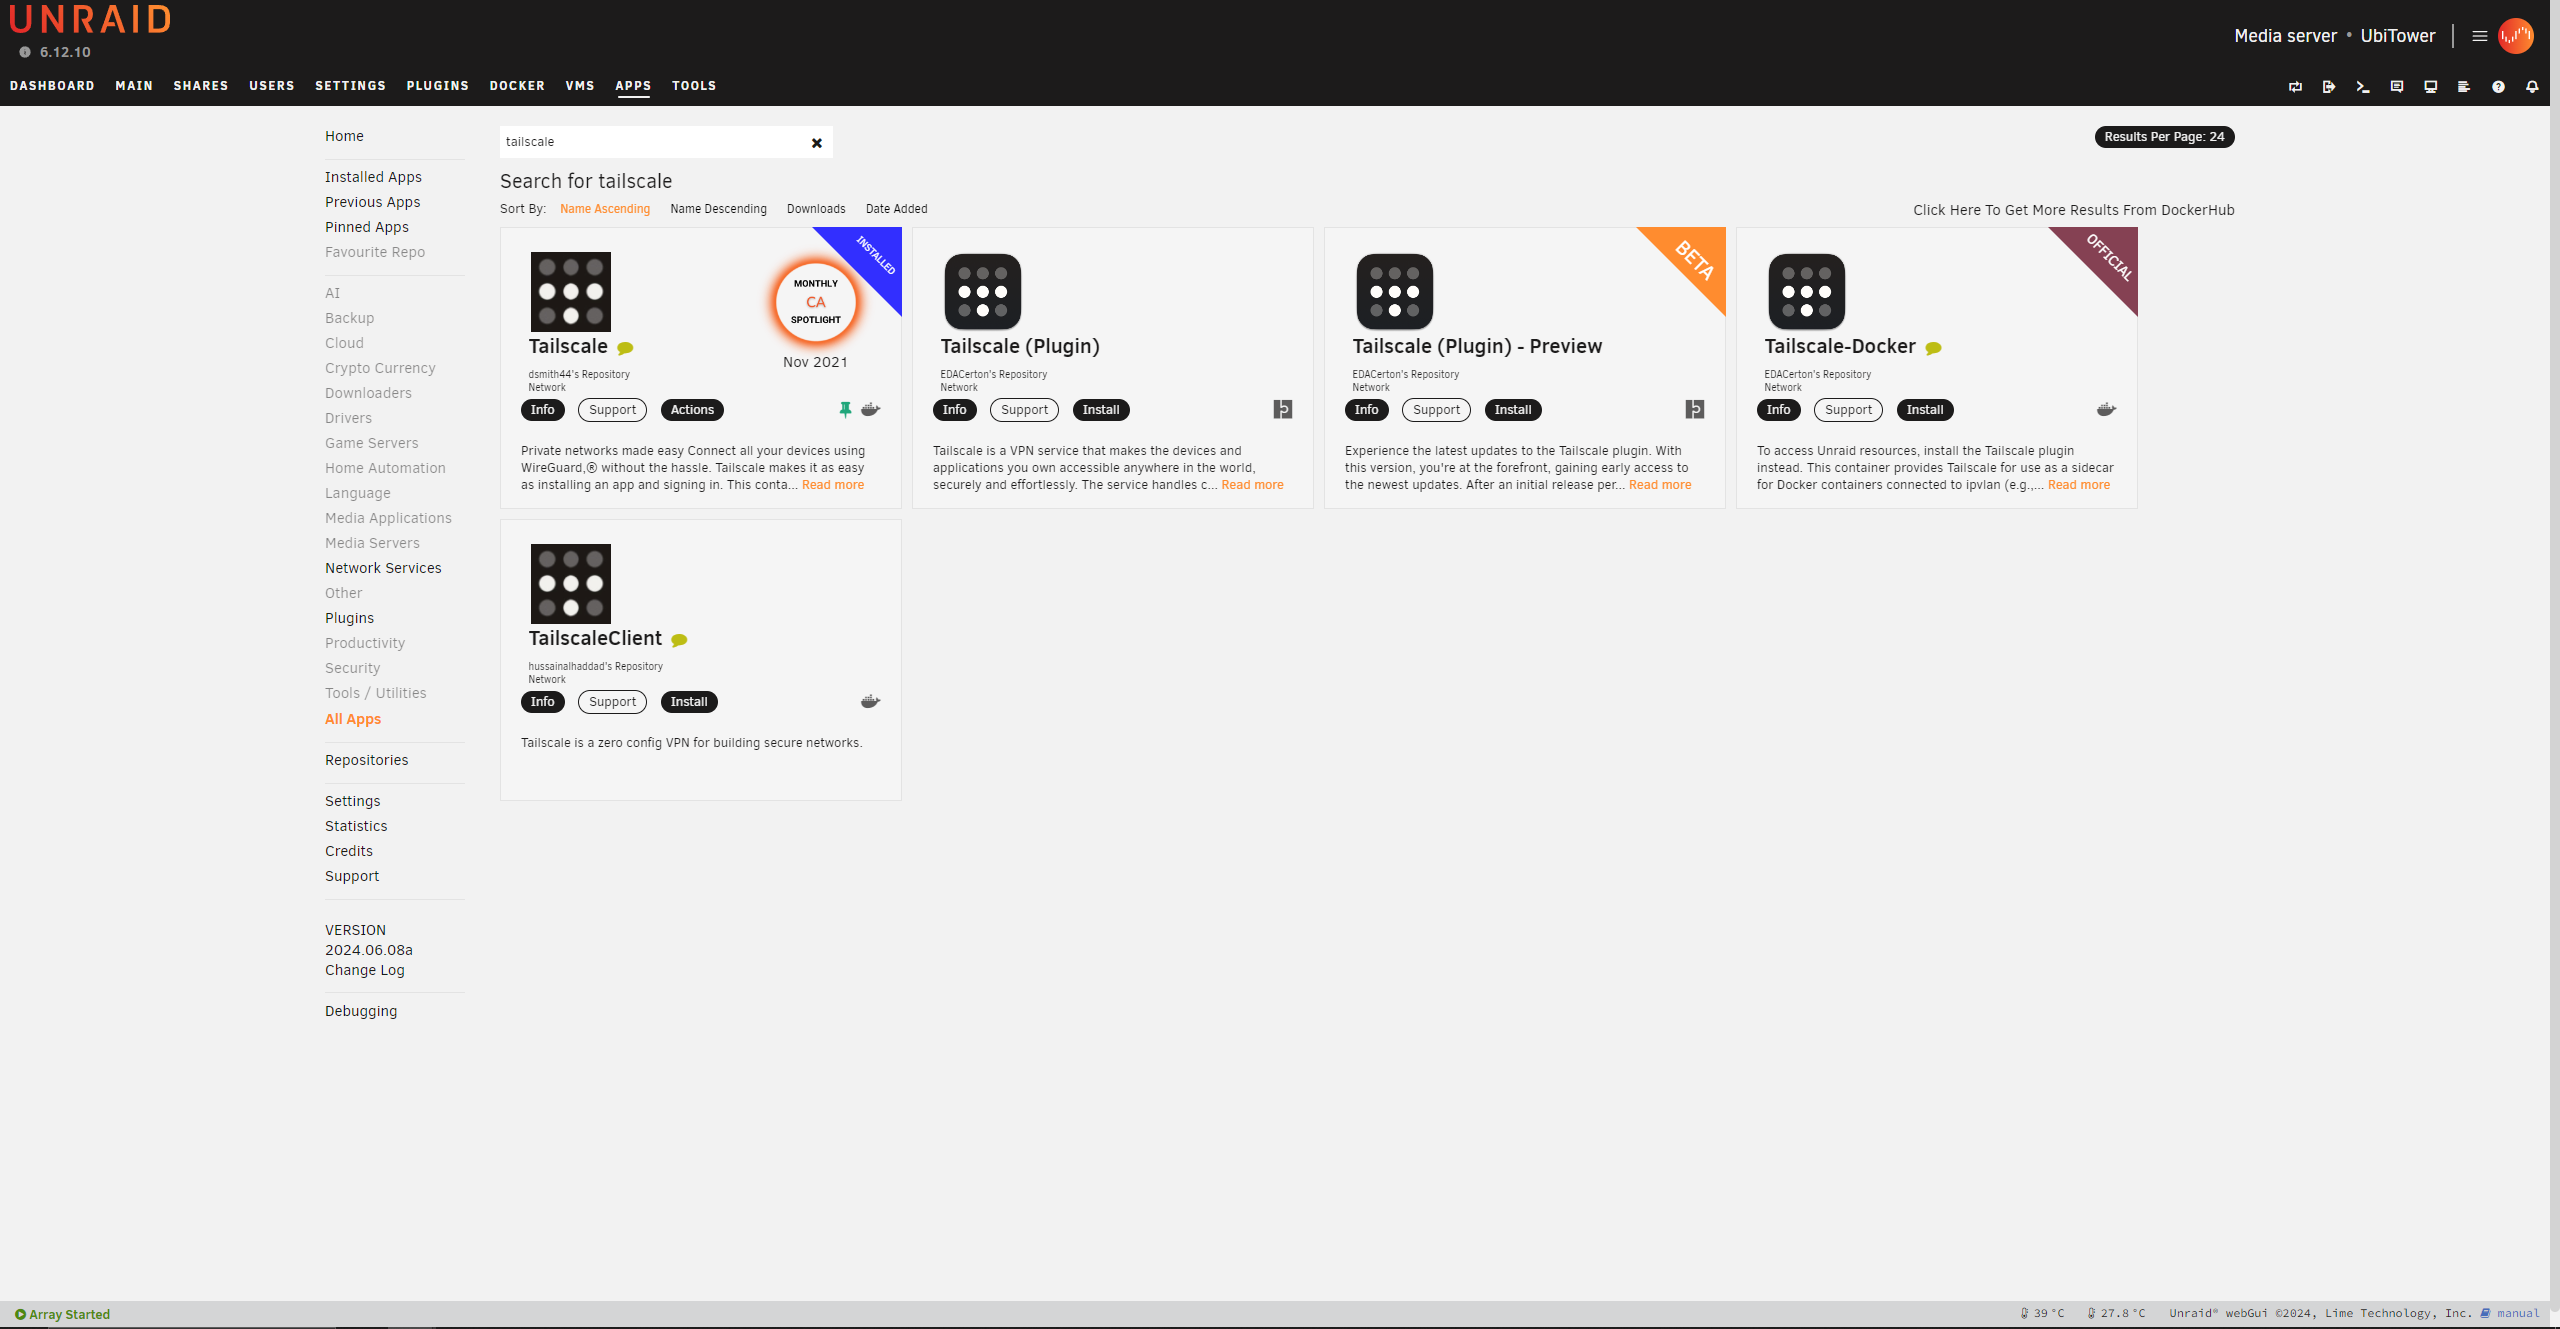 UNRAID
6.12.10
Media server • UbiTower
DASHBOARD MAIN SHARES USERS SETTINGS PLUGINS DOCKER VMS APPS TOOLS
Home
Installed Apps
Previous Apps
Pinned Apps
Favourite Repo
AI
Backup
Cloud
Crypto Currency
Downloaders
Drivers
Game Servers
Home Automation
Language
Media Applications
Media Servers
Network Services
Other
Plugins
Productivity
Security
Tools / Utilities
All Apps
Repositories
Settings
Statistics
Credits
Support
VERSION
2024.06.08a
Change Log
Debugging
tailscale
Results Per Page: 24
Search for tailscale
Sort By: Name Ascending Name Descending Downloads Date Added
Click Here To Get More Results From DockerHub
INSTALLED
MONTHLY
CA
SPOTLIGHT
Nov 2021
Tailscale
dsmith44's Repository
Network
Info Support Actions
Private networks made easy Connect all your devices using
WireGuard,® without the hassle. Tailscale makes it as easy
as installing an app and signing in. This conta... Read more
Tailscale (Plugin)
EDACerton's Repository
Network
Info Support Install
Tailscale is a VPN service that makes the devices and
applications you own accessible anywhere in the world,
securely and effortlessly. The service handles c... Read more
BETA
Tailscale (Plugin) - Preview
EDACerton's Repository
Network
Info Support Install
Experience the latest updates to the Tailscale plugin. With
this version, you're at the forefront, gaining early access to
the newest updates. After an initial release per... Read more
OFFICIAL
Tailscale-Docker
EDACerton's Repository
Network
Info Support Install
To access Unraid resources, install the Tailscale plugin
instead. This container provides Tailscale for use as a sidecar
for Docker containers connected to ipvlan (e.g.,... Read more
TailscaleClient
hussainalhaddad's Repository
Network
Info Support Install
Tailscale is a zero config VPN for building secure networks.
Array Started
39 °C 27.8 °C Unraid® webGui ©2024, Lime Technology, Inc. manual